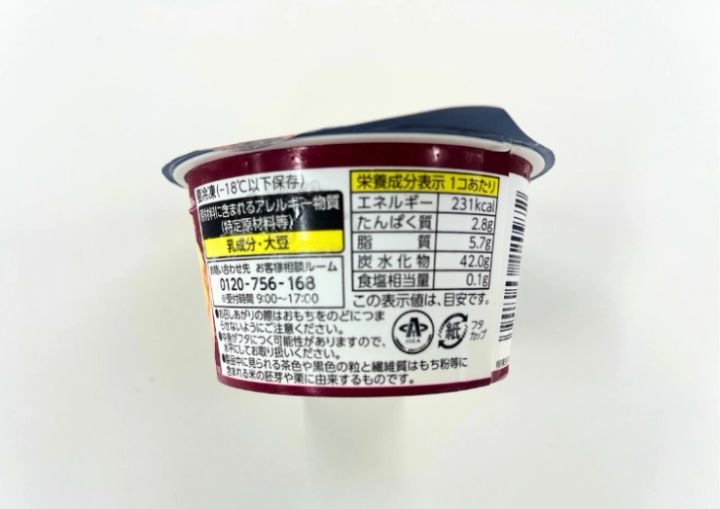 要冷凍(-18℃以下保存)
原材料に含まれるアレルギー物質
(特定原材料等)
乳成分・大豆
お問い合わせ先 お客様相談ルーム
0120-756-168
※受付時間 9:00〜17:00
栄養成分表示 1コあたり
エネルギー 231kcal
たんぱく質 2.8g
脂質 5.7g
炭水化物 42.0g
食塩相当量 0.1g
この表示値は、目安です。
●お召しあがりの際はおもちをのどにつま
らせないようにご注意ください。
●中身がフタにつく可能性がありますので、
水平にしてお取り扱いください。
●製品中に見られる茶色や黒色の粒と繊維質はもち粉等に
含まれる米の胚芽や栗に由来するものです。
紙
フタ
カップ